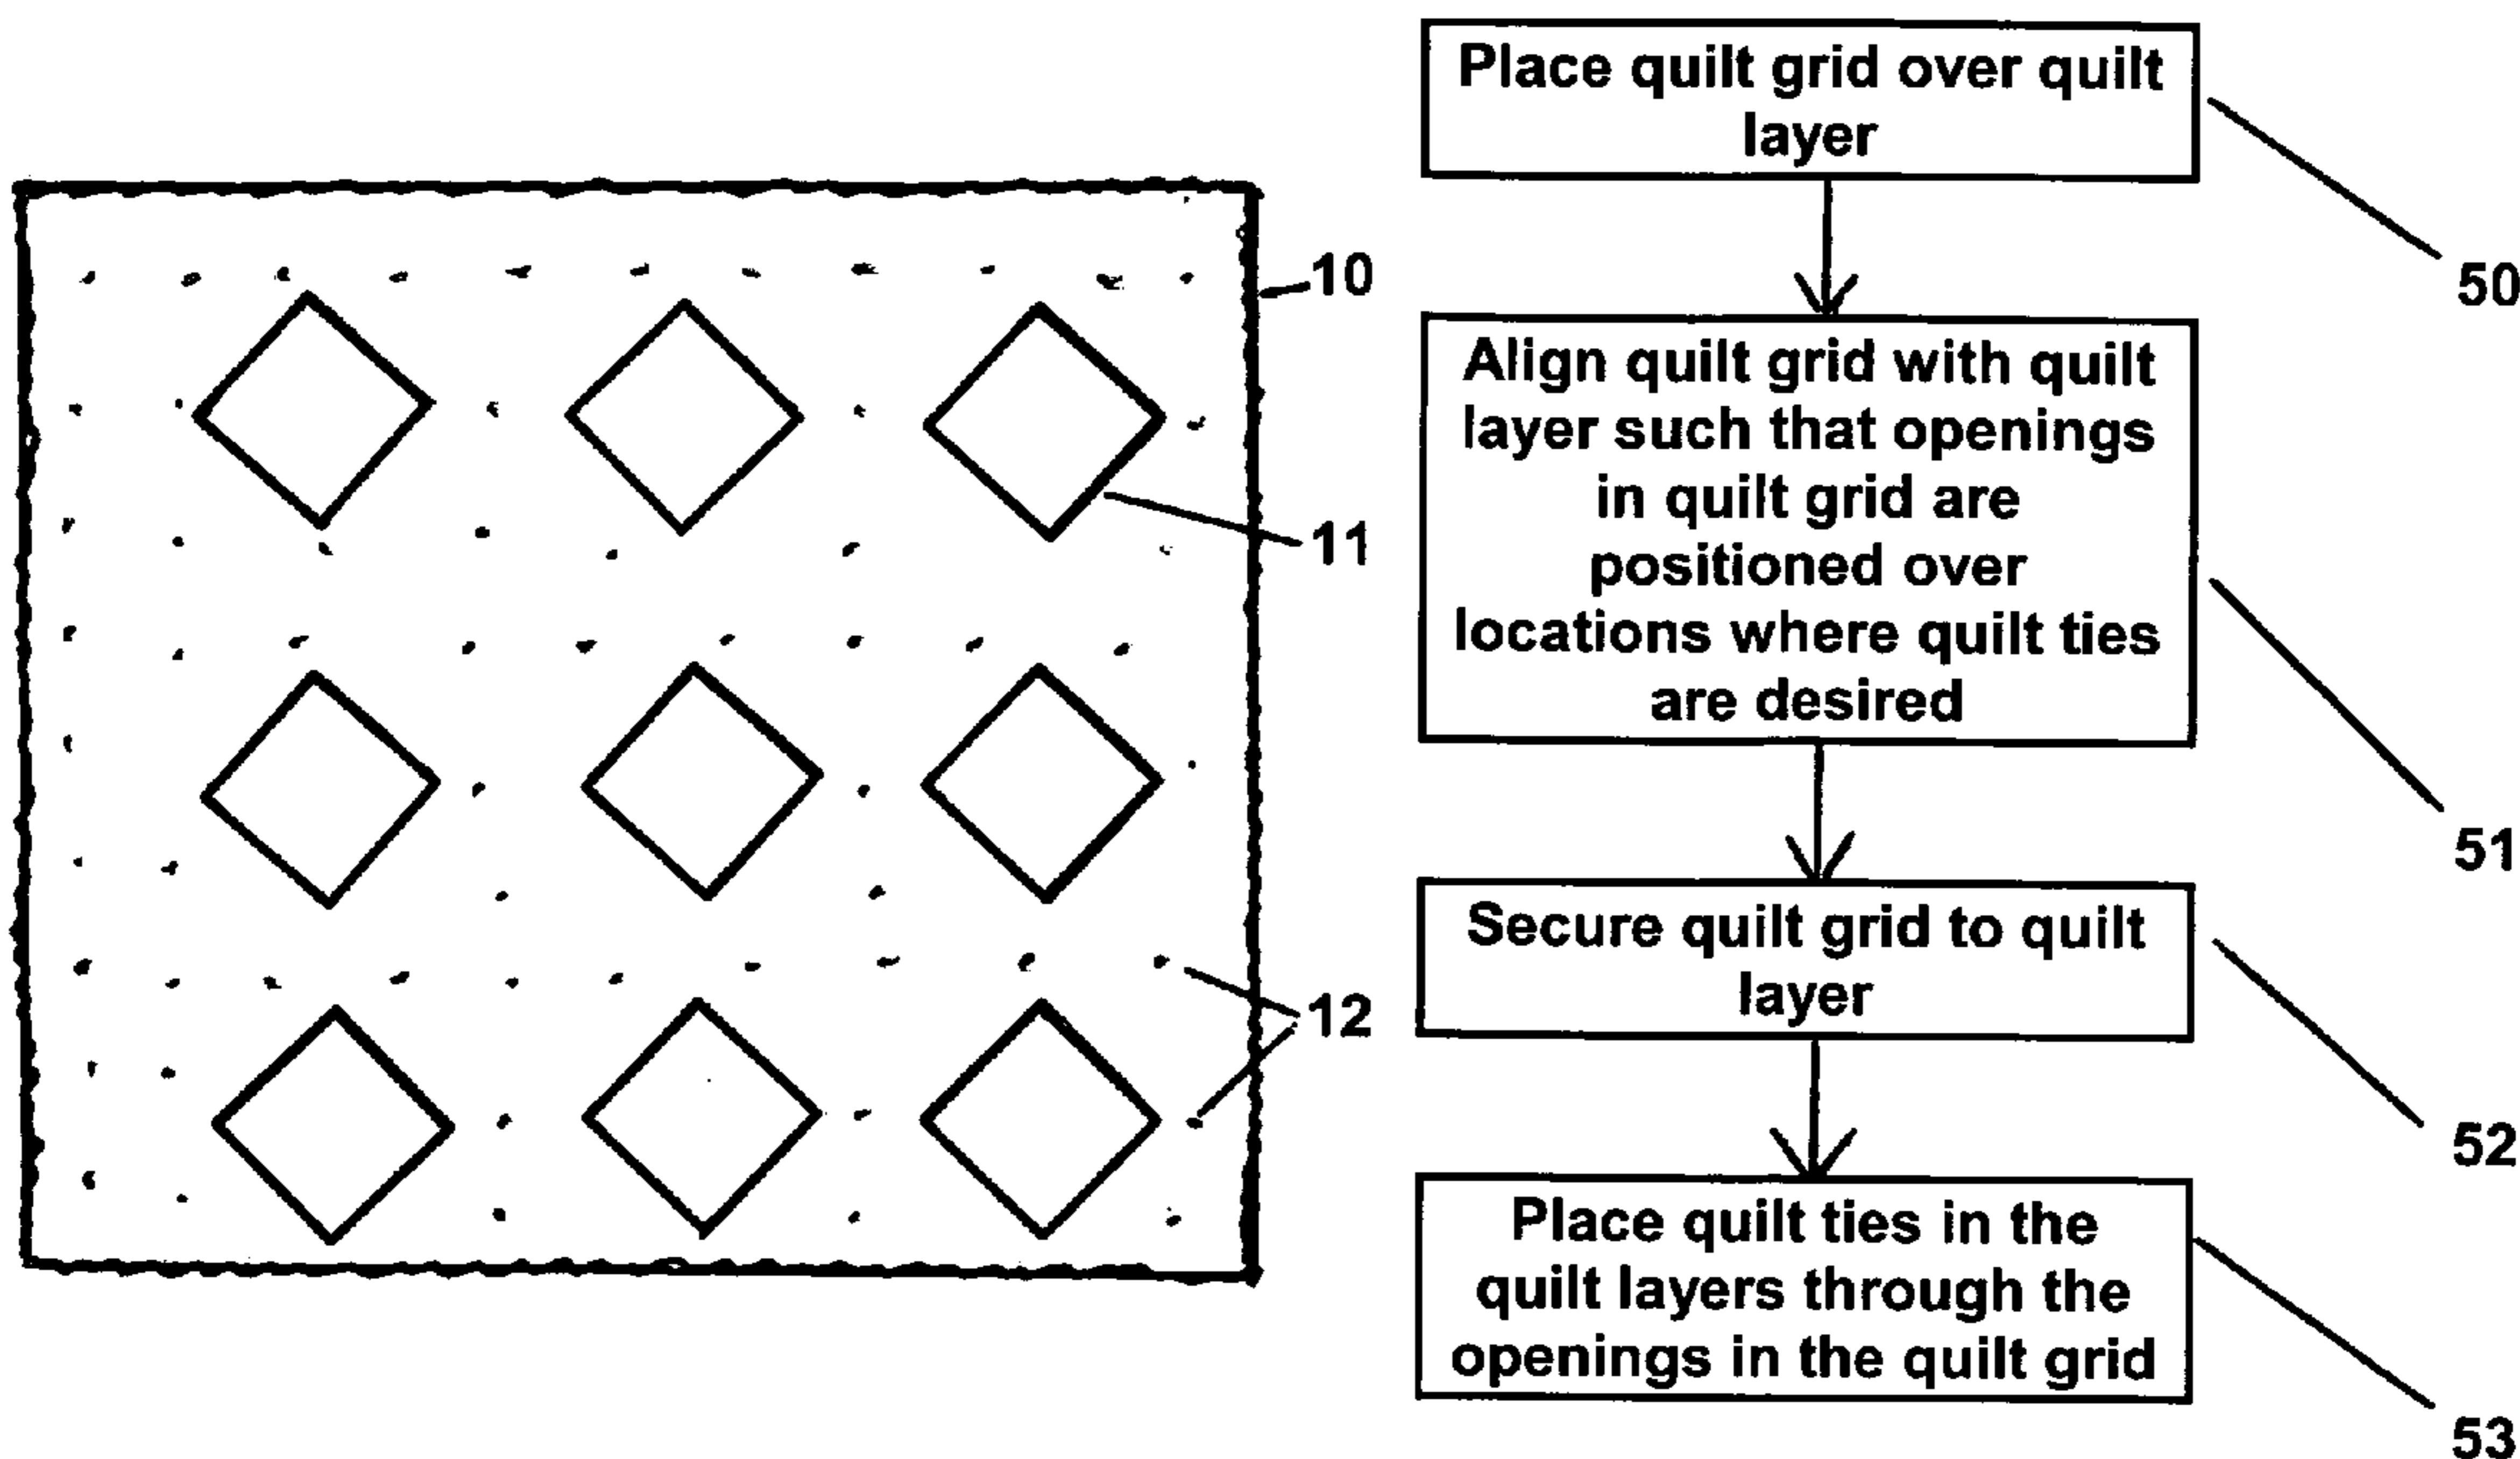 10
11
12
Place quilt grid over quilt
layer
50
Align quilt grid with quilt
layer such that openings
in quilt grid are
positioned over
locations where quilt ties
are desired
51
Secure quilt grid to quilt
layer
52
Place quilt ties in the
quilt layers through the
openings in the quilt grid
53